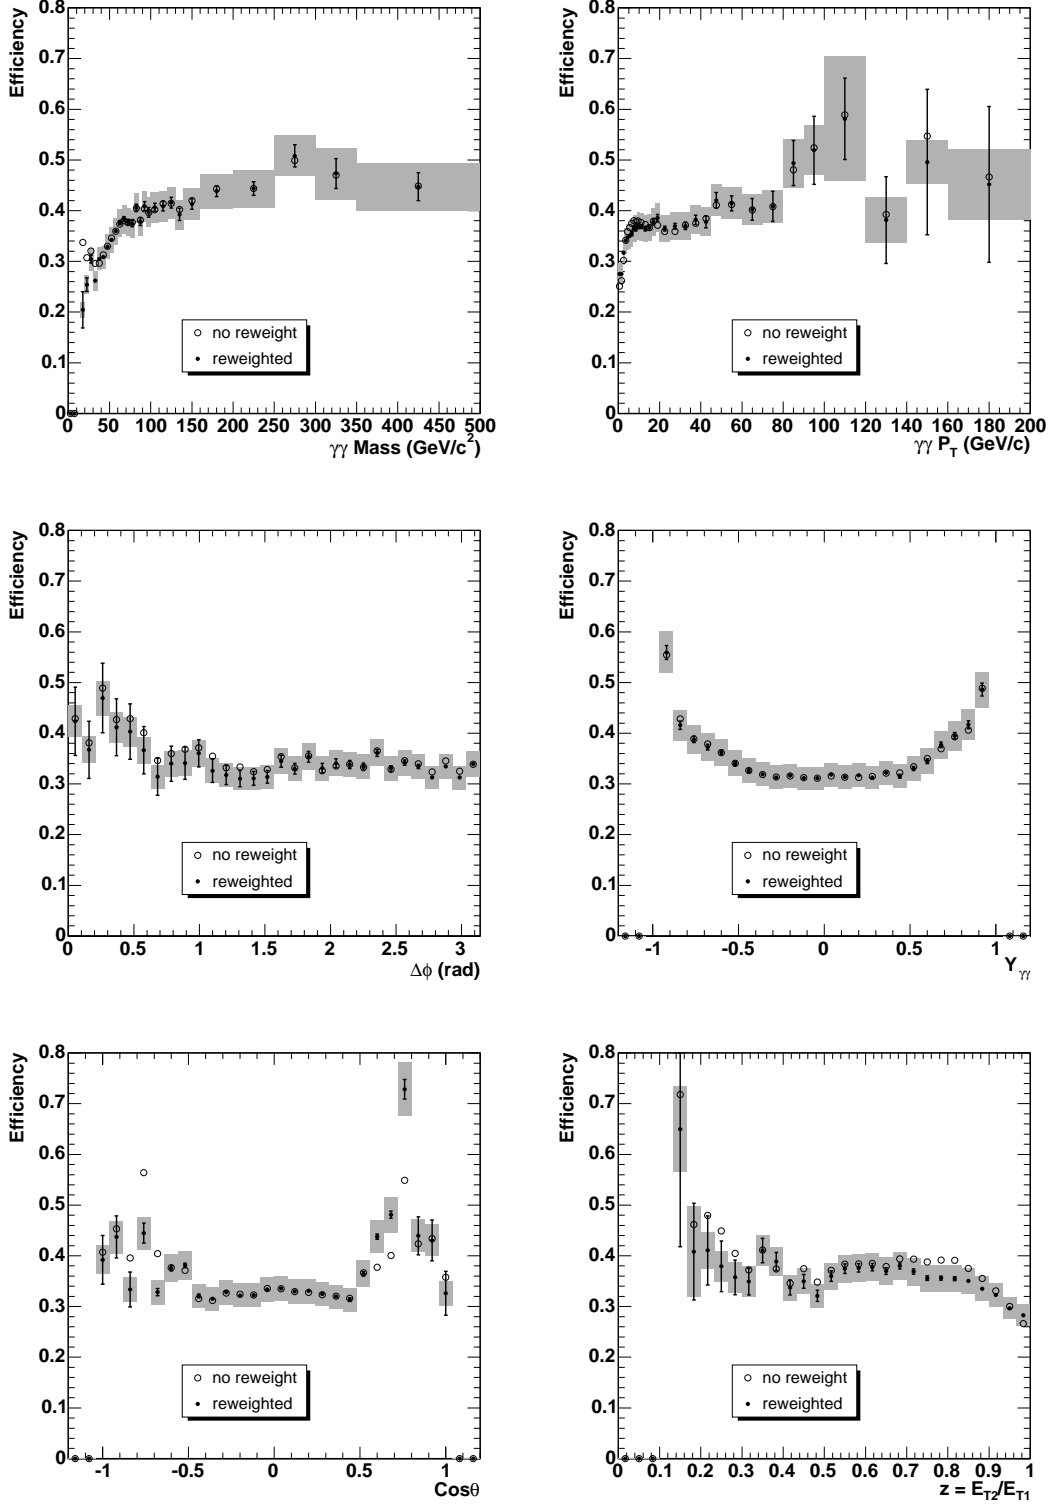 Efficiency
0.8
0.7
0.6
0.5
0.4
0.3
0.2
0.1
0
no reweight
reweighted
0 50 100 150 200 250 300 350 400 450 500
γγ Mass (GeV/c²)
Efficiency
0.8
0.7
0.6
0.5
0.4
0.3
0.2
0.1
0
no reweight
reweighted
0 20 40 60 80 100 120 140 160 180 200
γγ P_T (GeV/c)
Efficiency
0.8
0.7
0.6
0.5
0.4
0.3
0.2
0.1
0
no reweight
reweighted
0 0.5 1 1.5 2 2.5 3
Δϕ (rad)
Efficiency
0.8
0.7
0.6
0.5
0.4
0.3
0.2
0.1
0
no reweight
reweighted
-1 -0.5 0 0.5 1
Y_γγ
Efficiency
0.8
0.7
0.6
0.5
0.4
0.3
0.2
0.1
0
no reweight
reweighted
-1 -0.5 0 0.5 1
Cosθ
Efficiency
0.8
0.7
0.6
0.5
0.4
0.3
0.2
0.1
0
no reweight
reweighted
0 0.1 0.2 0.3 0.4 0.5 0.6 0.7 0.8 0.9 1
z = E_T2/E_T1